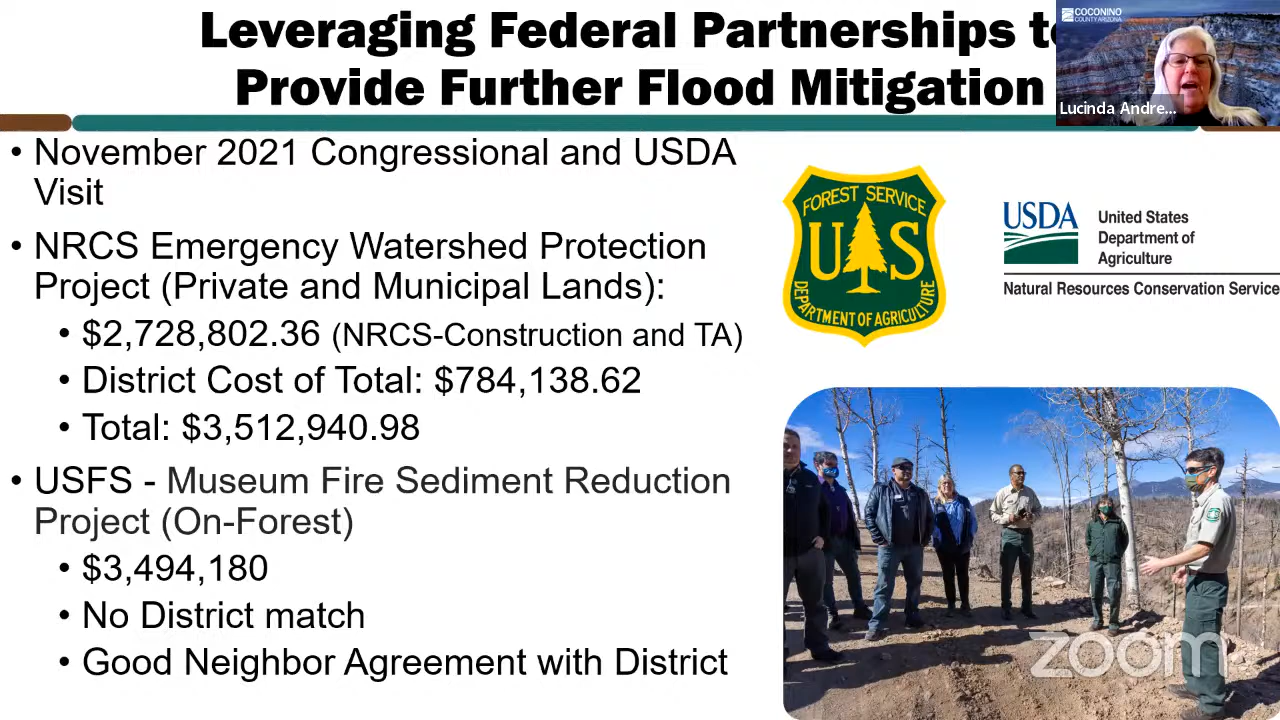 Leveraging Federal Partnerships to
Provide Further Flood Mitigation
COCONINO
COUNTY ARIZONA
Lucinda Andre...
• November 2021 Congressional and USDA
Visit
• NRCS Emergency Watershed Protection
Project (Private and Municipal Lands):
• $2,728,802.36 (NRCS-Construction and TA)
• District Cost of Total: $784,138.62
• Total: $3,512,940.98
• USFS - Museum Fire Sediment Reduction
Project (On-Forest)
• $3,494,180
• No District match
• Good Neighbor Agreement with District
FOREST SERVICE
U S
DEPARTMENT OF AGRICULTURE
USDA
United States
Department of
Agriculture
Natural Resources Conservation Service
zoom